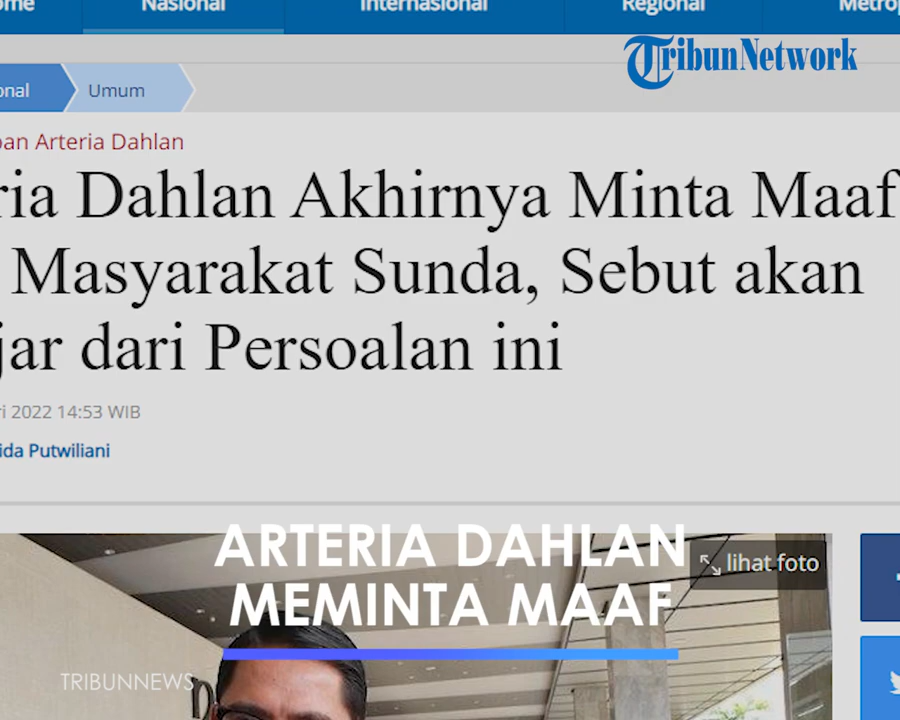 Nasional Internasional Regional
TribunNetwork
Umum
Arteria Dahlan
Dahlan Akhirnya Minta Maaf
Masyarakat Sunda, Sebut akan
dari Persoalan ini
2022 14:53 WIB
Putwiliani
ARTERIA DAHLAN
lihat foto
MEMINTA MAAF
TRIBUNNEWS